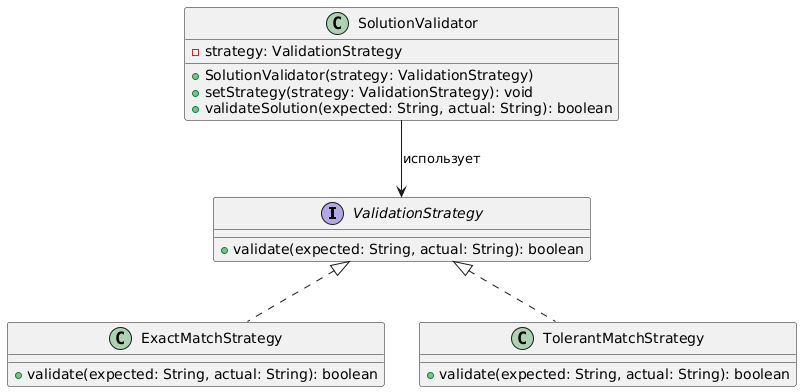 C SolutionValidator
strategy: ValidationStrategy
SolutionValidator(strategy: ValidationStrategy)
setStrategy(strategy: ValidationStrategy): void
validateSolution(expected: String, actual: String): boolean
использует
I ValidationStrategy
validate(expected: String, actual: String): boolean
C ExactMatchStrategy
validate(expected: String, actual: String): boolean
C TolerantMatchStrategy
validate(expected: String, actual: String): boolean